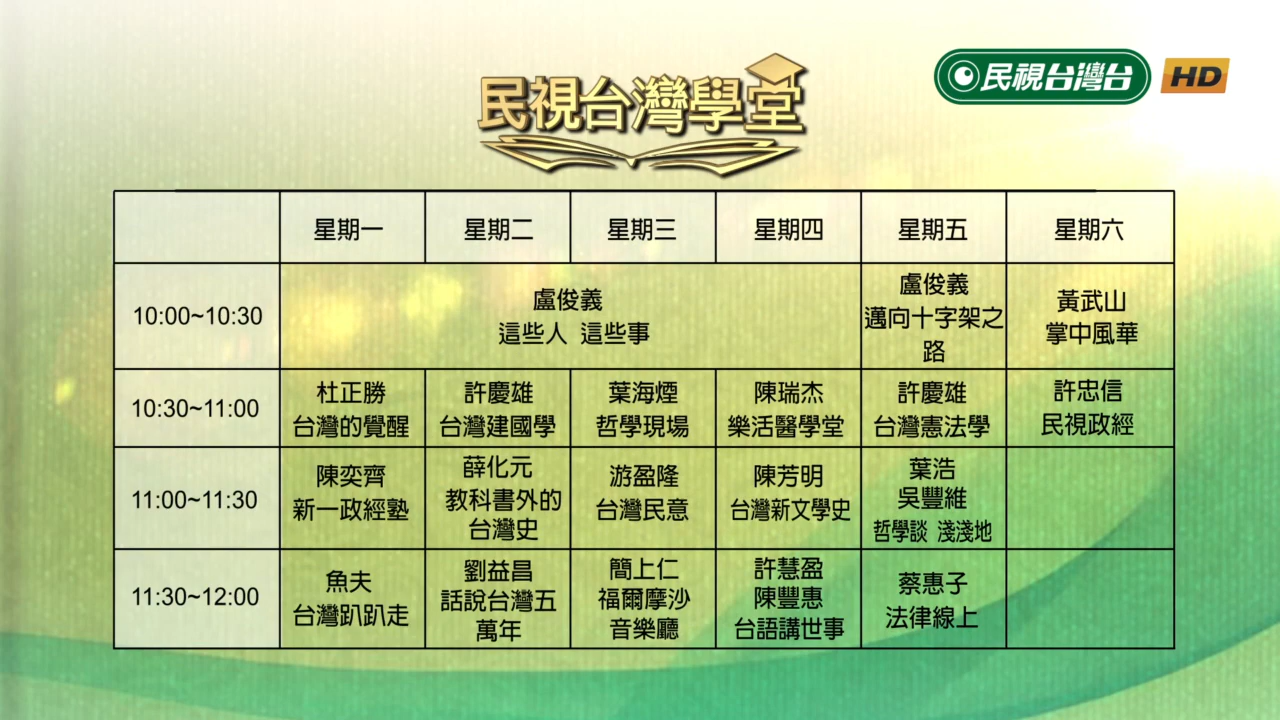 民視台灣學堂
民視台灣台 HD
星期一 星期二 星期三 星期四 星期五 星期六
10:00~10:30
盧俊義
這些人 這些事
盧俊義
邁向十字架之
路
黃武山
掌中風華
10:30~11:00
杜正勝
台灣的覺醒
許慶雄
台灣建國學
葉海煙
哲學現場
陳瑞杰
樂活醫學堂
許慶雄
台灣憲法學
許忠信
民視政經
11:00~11:30
陳奕齊
新一政經塾
薛化元
教科書外的
台灣史
游盈隆
台灣民意
陳芳明
台灣新文學史
葉浩
吳豐維
哲學談 淺淺地
11:30~12:00
魚夫
台灣趴趴走
劉益昌
話說台灣五
萬年
簡上仁
福爾摩沙
音樂廳
許慧盈
陳豐惠
台語講世事
蔡惠子
法律線上